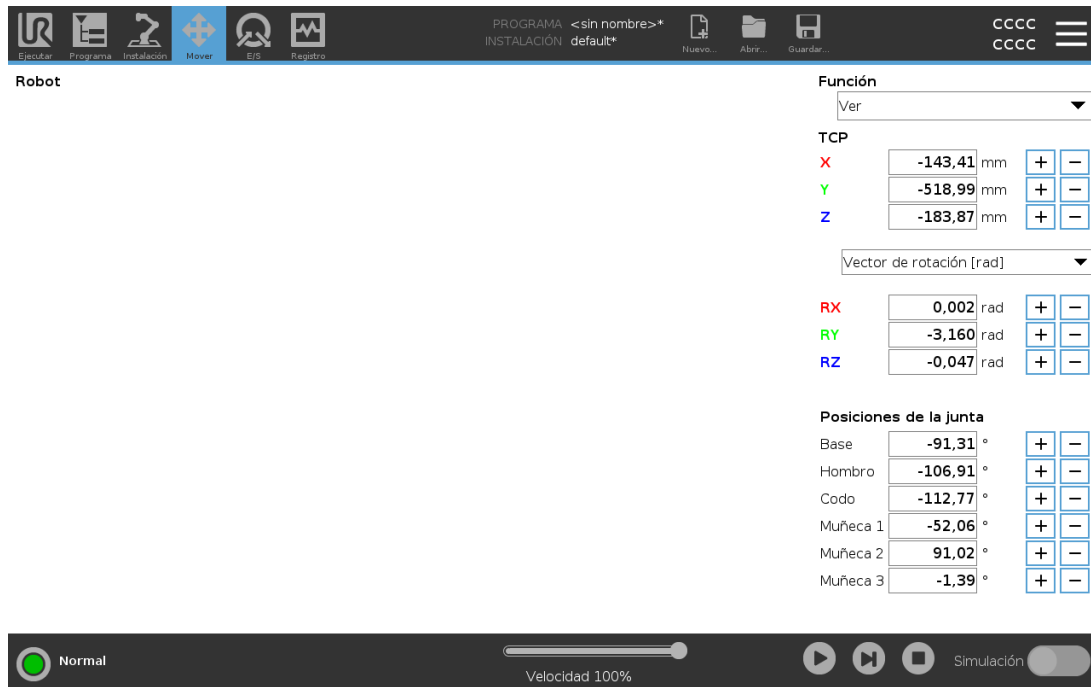 PROGRAMA <sin nombre>*
INSTALACIÓN default*
CCCC
CCCC
Ejecutar Programa Instalación Mover E/S Registro Nuevo... Abrir... Guardar...
Robot
Función
Ver
TCP
X -143,41 mm + −
Y -518,99 mm + −
Z -183,87 mm + −
Vector de rotación [rad]
RX 0,002 rad + −
RY -3,160 rad + −
RZ -0,047 rad + −
Posiciones de la junta
Base -91,31 ° + −
Hombro -106,91 ° + −
Codo -112,77 ° + −
Muñeca 1 -52,06 ° + −
Muñeca 2 91,02 ° + −
Muñeca 3 -1,39 ° + −
Normal
Velocidad 100%
Simulación